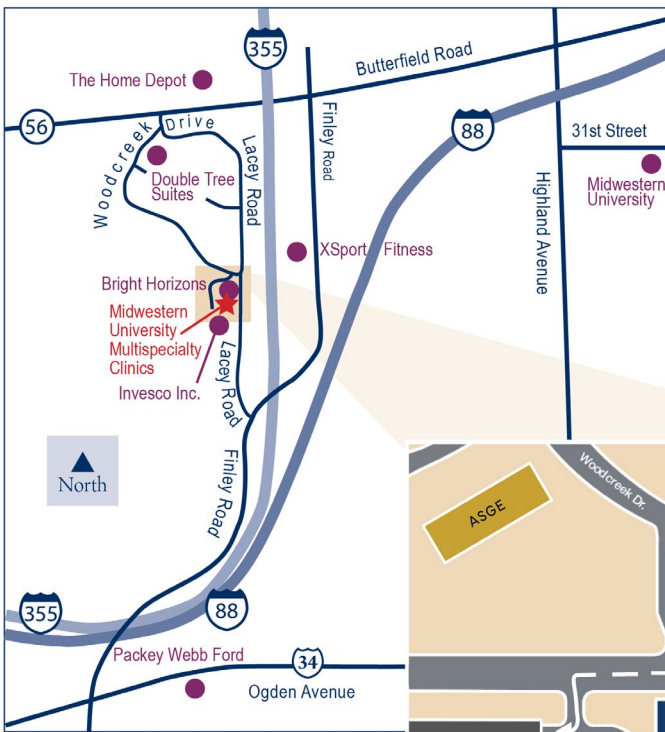 355
Butterfield Road
The Home Depot
56
Woodcreek Drive
Finley Road
88
31st Street
Double Tree
Suites
Lacey Road
Highland Avenue
Midwestern
University
XSport Fitness
Bright Horizons
Midwestern
University
Multispecialty
Clinics
Invesco Inc.
Lacey Road
North
Finley Road
Woodcreek Dr.
ASGE
355
88
Packey Webb Ford
34
Ogden Avenue